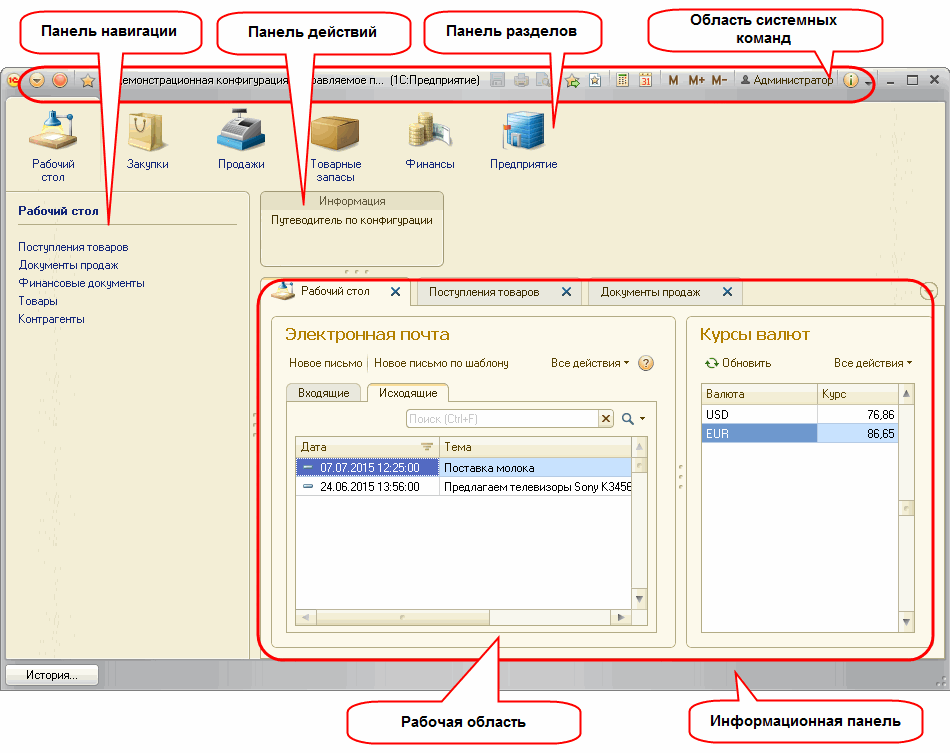 Панель навигации
Панель действий
Панель разделов
Область системных
команд
емонстрационная конфигурация
равляемое п... (1С:Предприятие)
31
M M+ M-
Администратор
Рабочий
стол
Закупки
Продажи
Товарные
запасы
Финансы
Предприятие
Рабочий стол
Поступления товаров
Документы продаж
Финансовые документы
Товары
Контрагенты
Информация
Путеводитель по конфигурации
Рабочий стол
Поступления товаров
Документы продаж
Электронная почта
Новое письмо
Новое письмо по шаблону
Все действия
?
Входящие
Исходящие
Поиск (Ctrl+F)
Дата
Тема
07.07.2015 12:25:00
Поставка молока
24.06.2015 13:56:00
Предлагаем телевизоры Sony K3456
Курсы валют
Обновить
Все действия
Валюта
Курс
USD
76,86
EUR
86,65
История...
Рабочая область
Информационная панель